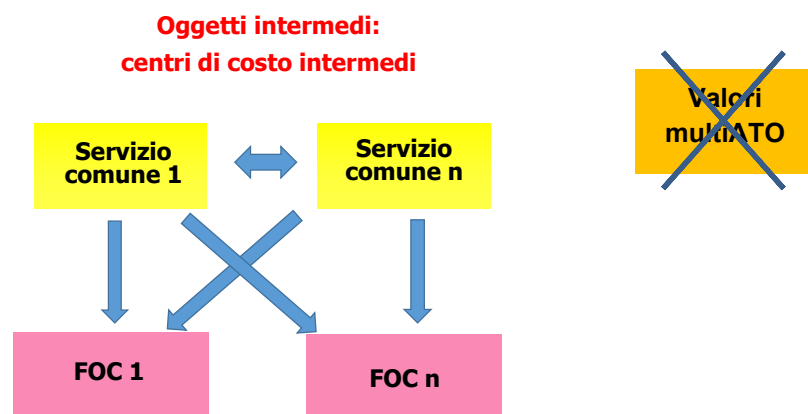 Oggetti intermedi:
centri di costo intermedi
Valori
multiATO
Servizio
comune 1
Servizio
comune n
FOC 1
FOC n